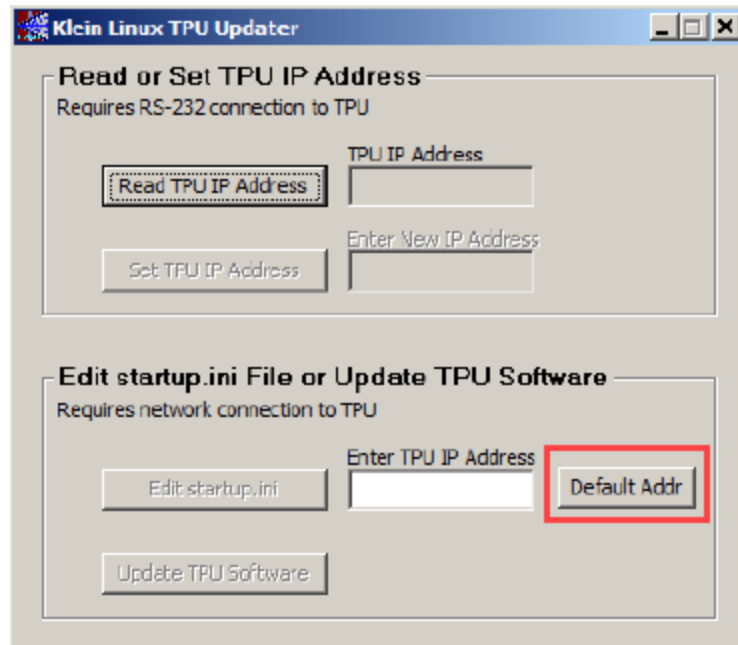 Klein Linux TPU Updater
Read or Set TPU IP Address
Requires RS-232 connection to TPU
TPU IP Address
Read TPU IP Address
Enter New IP Address
Set TPU IP Address
Edit startup.ini File or Update TPU Software
Requires network connection to TPU
Enter TPU IP Address
Edit startup.ini
Default Addr
Update TPU Software